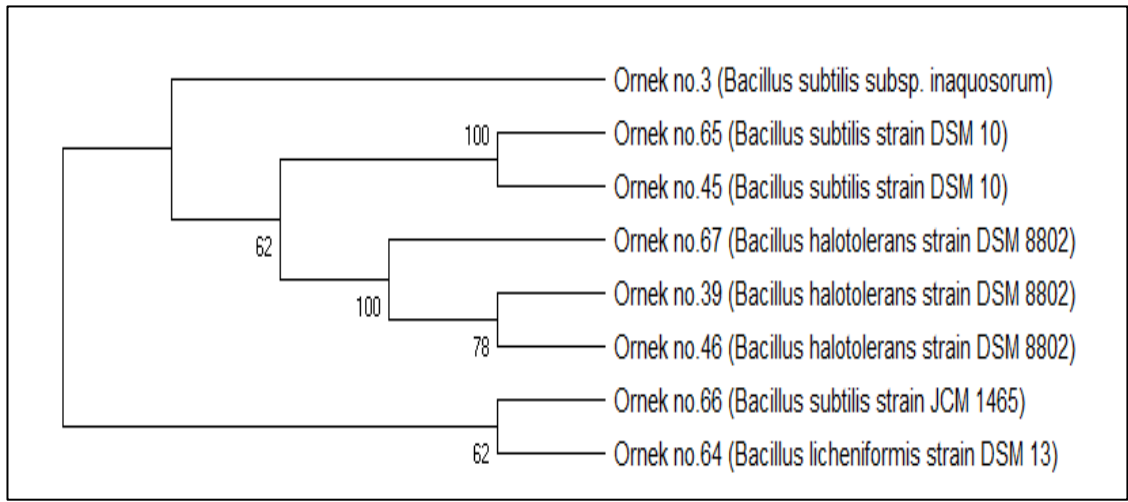 Ornek no.3 (Bacillus subtilis subsp. inaquosorum)
100
Ornek no.65 (Bacillus subtilis strain DSM 10)
Ornek no.45 (Bacillus subtilis strain DSM 10)
62
Ornek no.67 (Bacillus halotolerans strain DSM 8802)
100
Ornek no.39 (Bacillus halotolerans strain DSM 8802)
78
Ornek no.46 (Bacillus halotolerans strain DSM 8802)
Ornek no.66 (Bacillus subtilis strain JCM 1465)
62
Ornek no.64 (Bacillus licheniformis strain DSM 13)